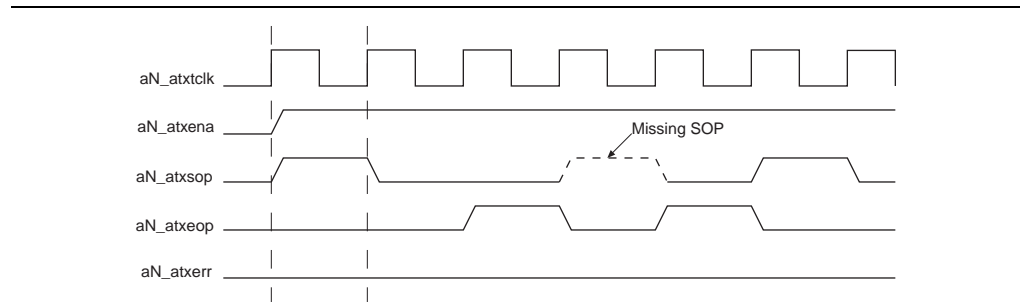 aN_atxtclk
aN_atxena
Missing SOP
aN_atxsop
aN_atxeop
aN_atxerr